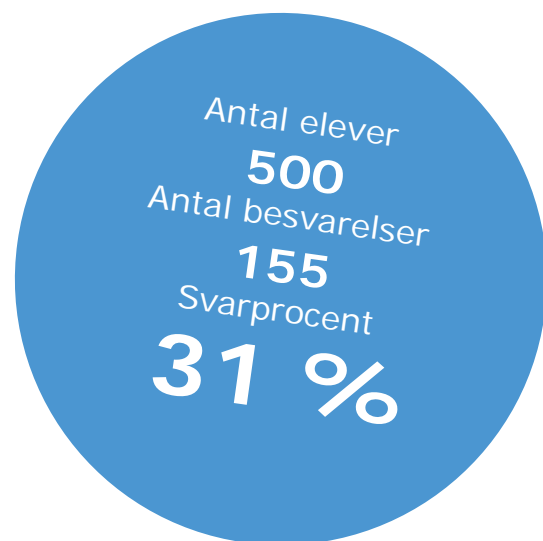 Antal elever
500
Antal besvarelser
155
Svarprocent
31 %